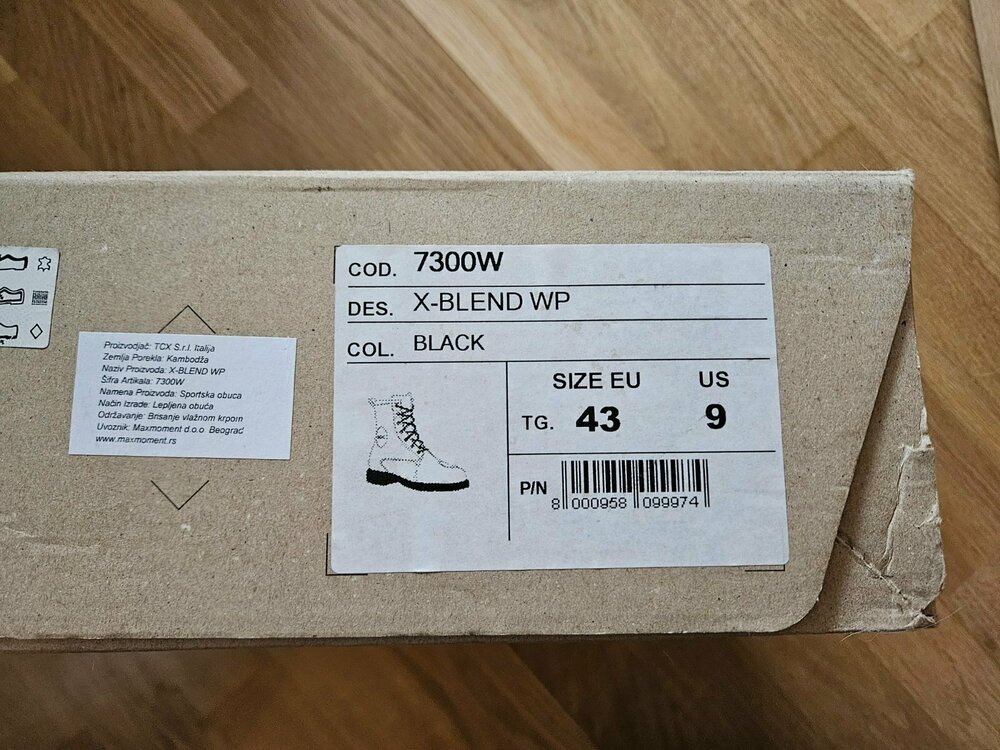 COD. 7300W
DES. X-BLEND WP
COL. BLACK
SIZE EU US
TG. 43 9
P/N
8 000958 099974
Proizvodjač: TCX S.r.l. Italija
Zemlja Porekla: Kambodža
Naziv Proizvoda: X-BLEND WP
Šifra Artikala: 7300W
Namena Proizvoda: Sportska obuca
Način Izrade: Lepljena obuća
Održavanje: Brisanje vlažnom krpom
Uvoznik: Maxmoment d.o.o. Beograd
www.maxmoment.rs